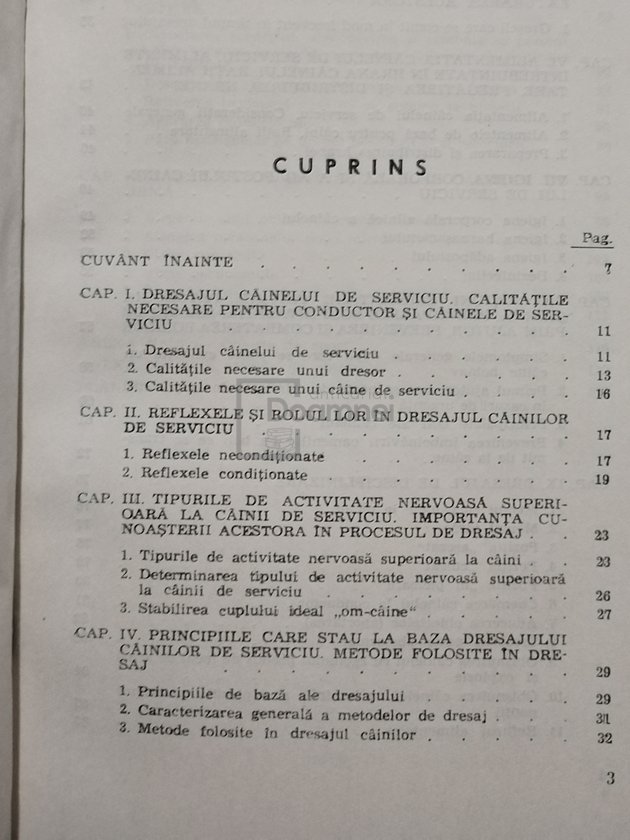 CUPRINS
Pag.
CUVÂNT ÎNAINTE . . . . . . . . . 7
CAP. I. DRESAJUL CÂINELUI DE SERVICIU. CALITĂȚILE
NECESARE PENTRU CONDUCTOR ȘI CÂINELE DE SER-
VICIU . . . . . . . . . . 11
1. Dresajul câinelui de serviciu . . . . . 11
2. Calitățile necesare unui dresor . . . . . 13
3. Calitățile necesare unui câine de serviciu . . . 16
CAP. II. REFLEXELE ȘI ROLUL LOR ÎN DRESAJUL CÂINILOR
DE SERVICIU . . . . . . . . 17
1. Reflexele necondiționate . . . . . . 17
2. Reflexele condiționate . . . . . . . 19
CAP. III. TIPURILE DE ACTIVITATE NERVOASĂ SUPERI-
OARĂ LA CÂINII DE SERVICIU. IMPORTANȚA CU-
NOAȘTERII ACESTORA ÎN PROCESUL DE DRESAJ . . 23
1. Tipurile de activitate nervoasă superioară la câini . . 23
2. Determinarea tipului de activitate nervoasă superioară
la câinii de serviciu . . . . . . . 26
3. Stabilirea cuplului ideal „om-câine“ . . . . 27
CAP. IV. PRINCIPIILE CARE STAU LA BAZA DRESAJULUI
CÂINILOR DE SERVICIU. METODE FOLOSITE ÎN DRE-
SAJ . . . . . . . . . . 29
1. Principiile de bază ale dresajului . . . . . 29
2. Caracterizarea generală a metodelor de dresaj . . . 31
3. Metode folosite în dresajul câinilor . . . . . 32
3